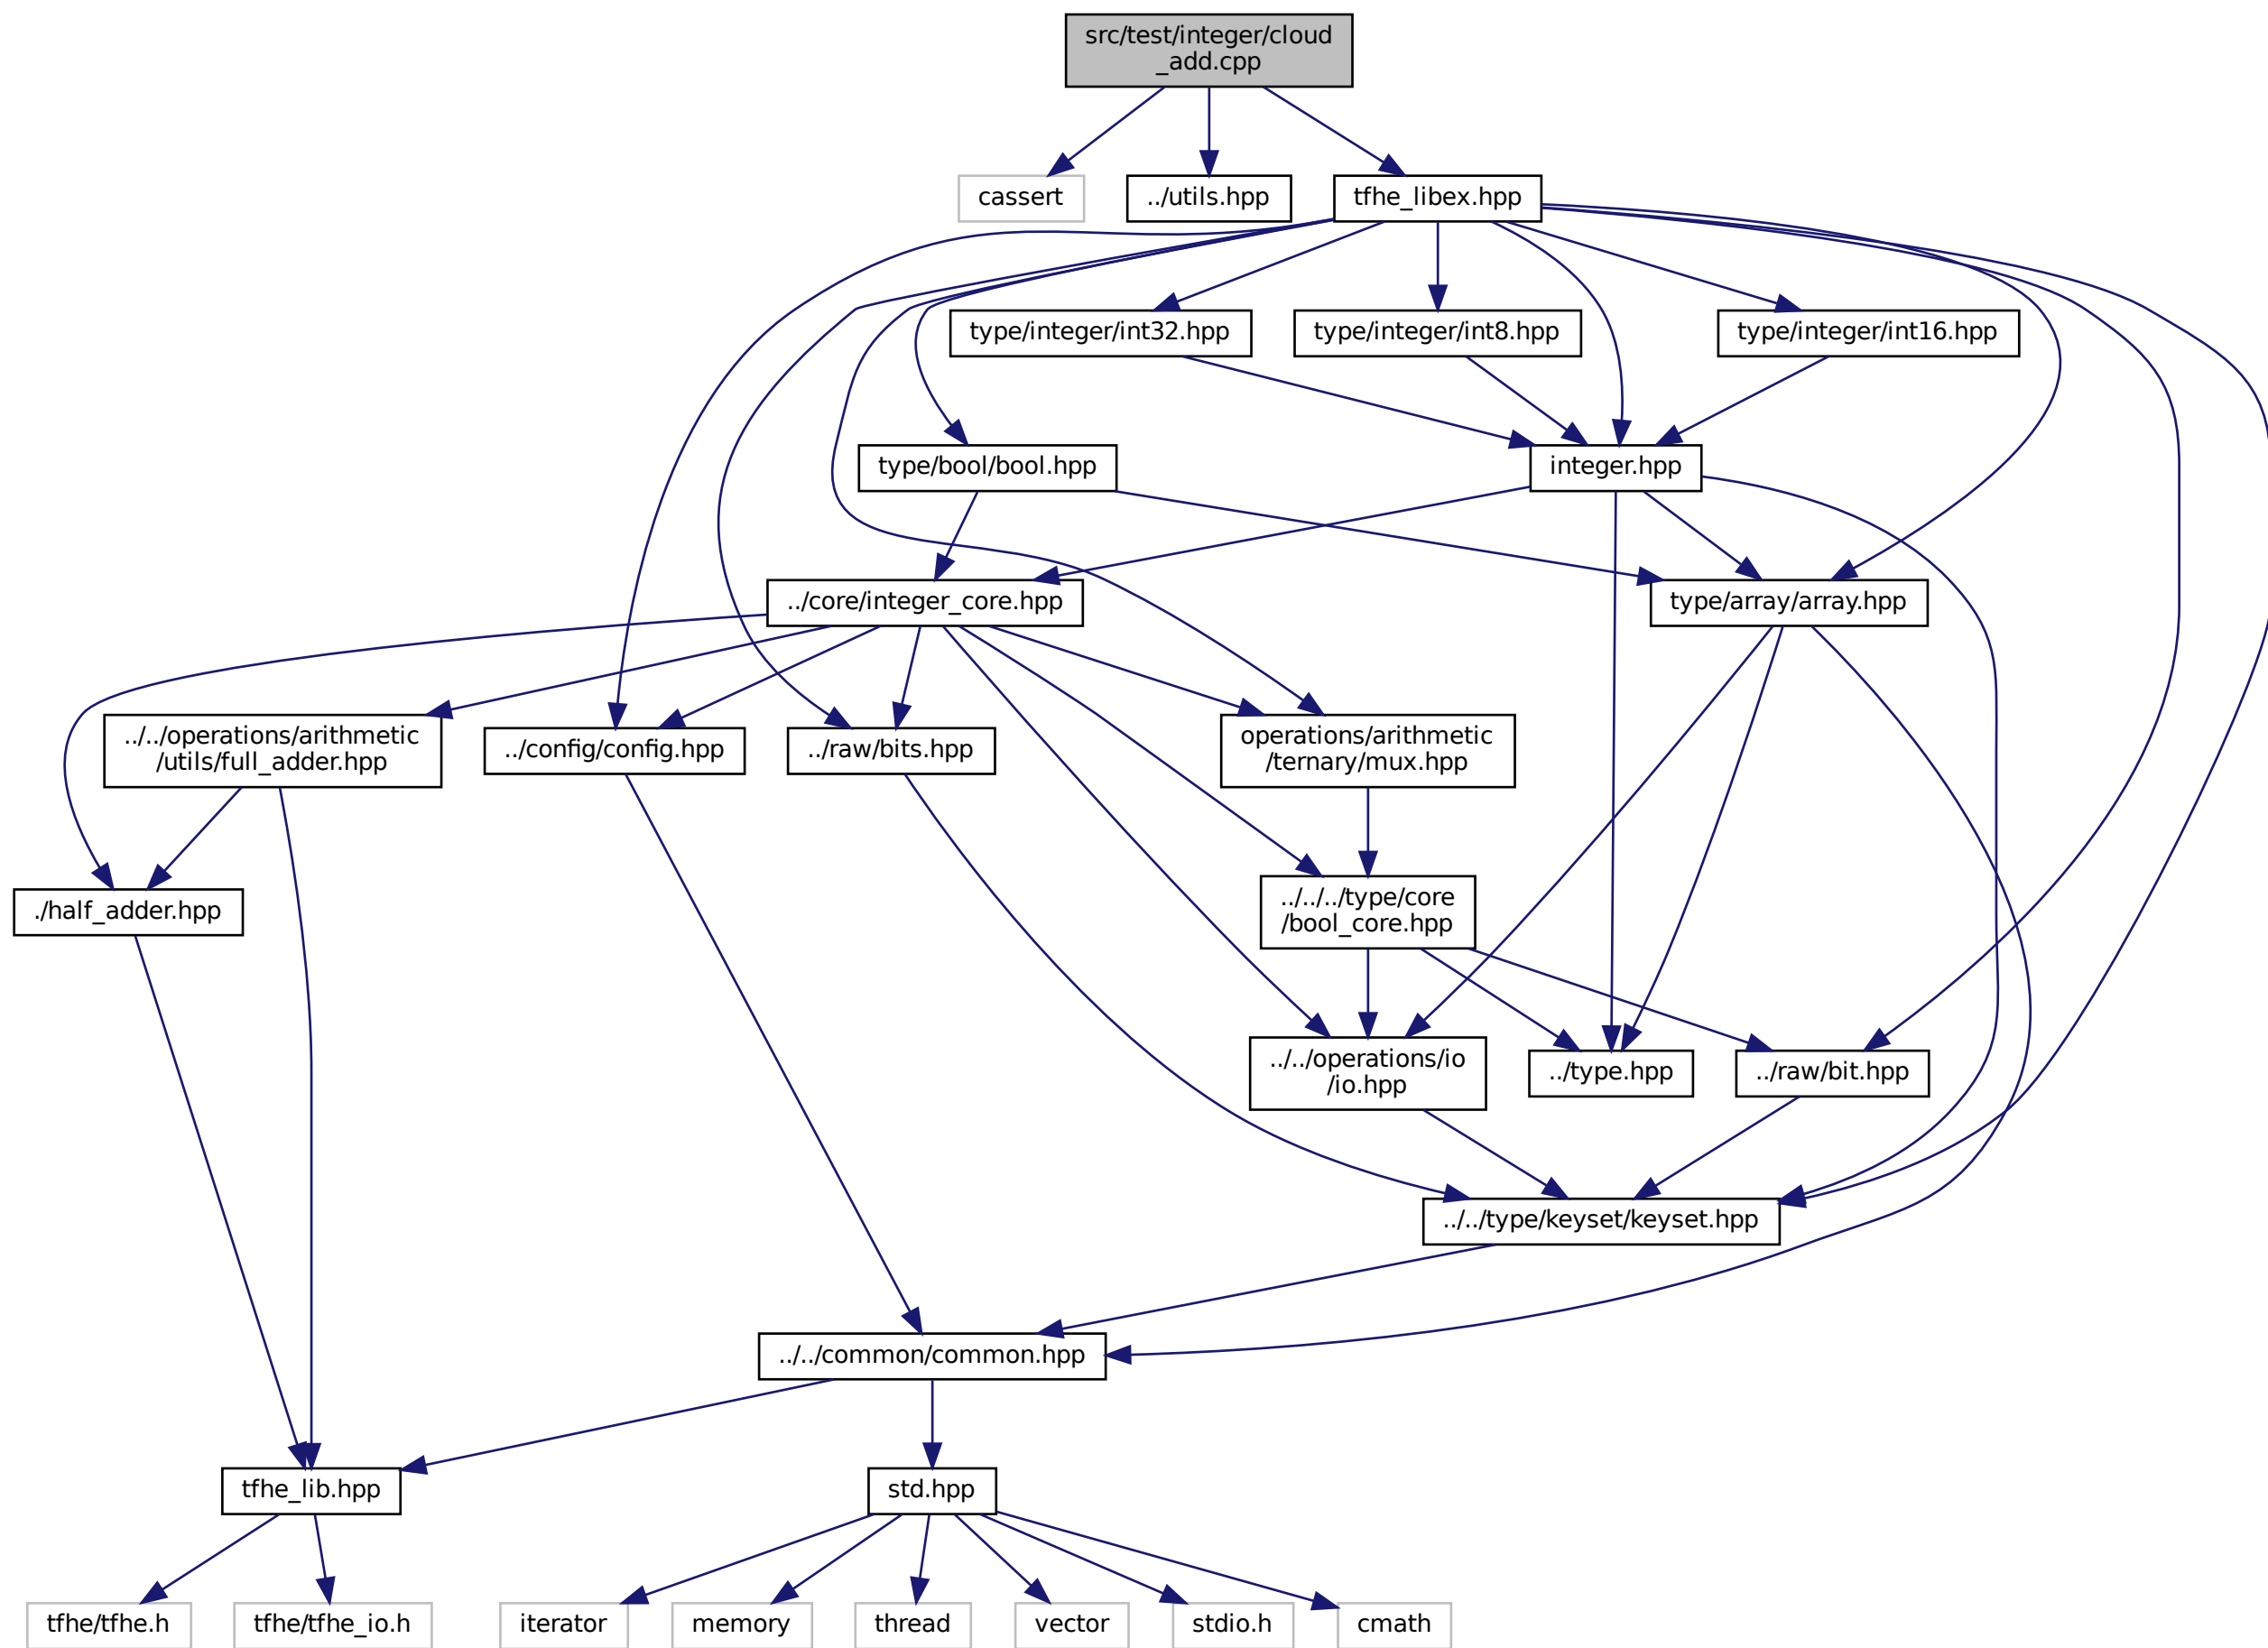 src/test/integer/cloud
_add.cpp
cassert
../utils.hpp
tfhe_libex.hpp
type/integer/int32.hpp
type/integer/int8.hpp
type/integer/int16.hpp
type/bool/bool.hpp
integer.hpp
../core/integer_core.hpp
type/array/array.hpp
../../operations/arithmetic
/utils/full_adder.hpp
../config/config.hpp
../raw/bits.hpp
operations/arithmetic
/ternary/mux.hpp
./half_adder.hpp
../../../type/core
/bool_core.hpp
../../operations/io
/io.hpp
../type.hpp
../raw/bit.hpp
../../type/keyset/keyset.hpp
../../common/common.hpp
tfhe_lib.hpp
std.hpp
tfhe/tfhe.h
tfhe/tfhe_io.h
iterator
memory
thread
vector
stdio.h
cmath